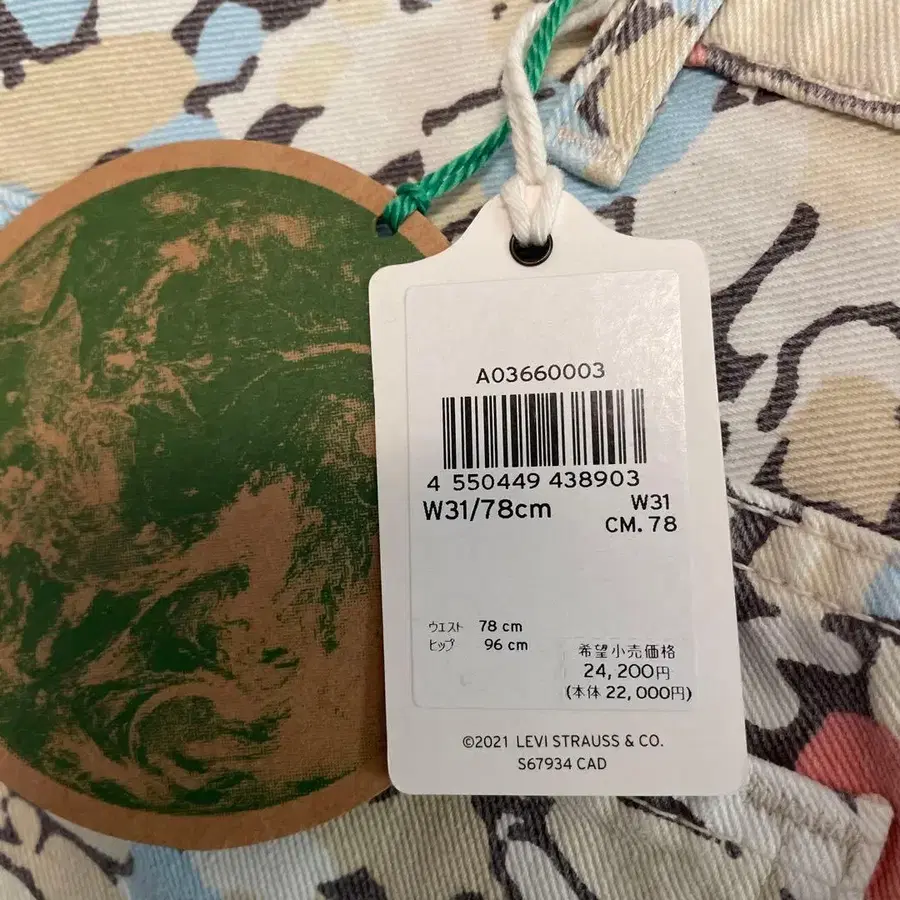 A03660003
4 550449 438903
W31/78cm
W31
CM. 78
ウエスト 78 cm
ヒップ 96 cm
希望小売価格
24,200円
(本体 22,000円)
©2021 LEVI STRAUSS & CO.
S67934 CAD